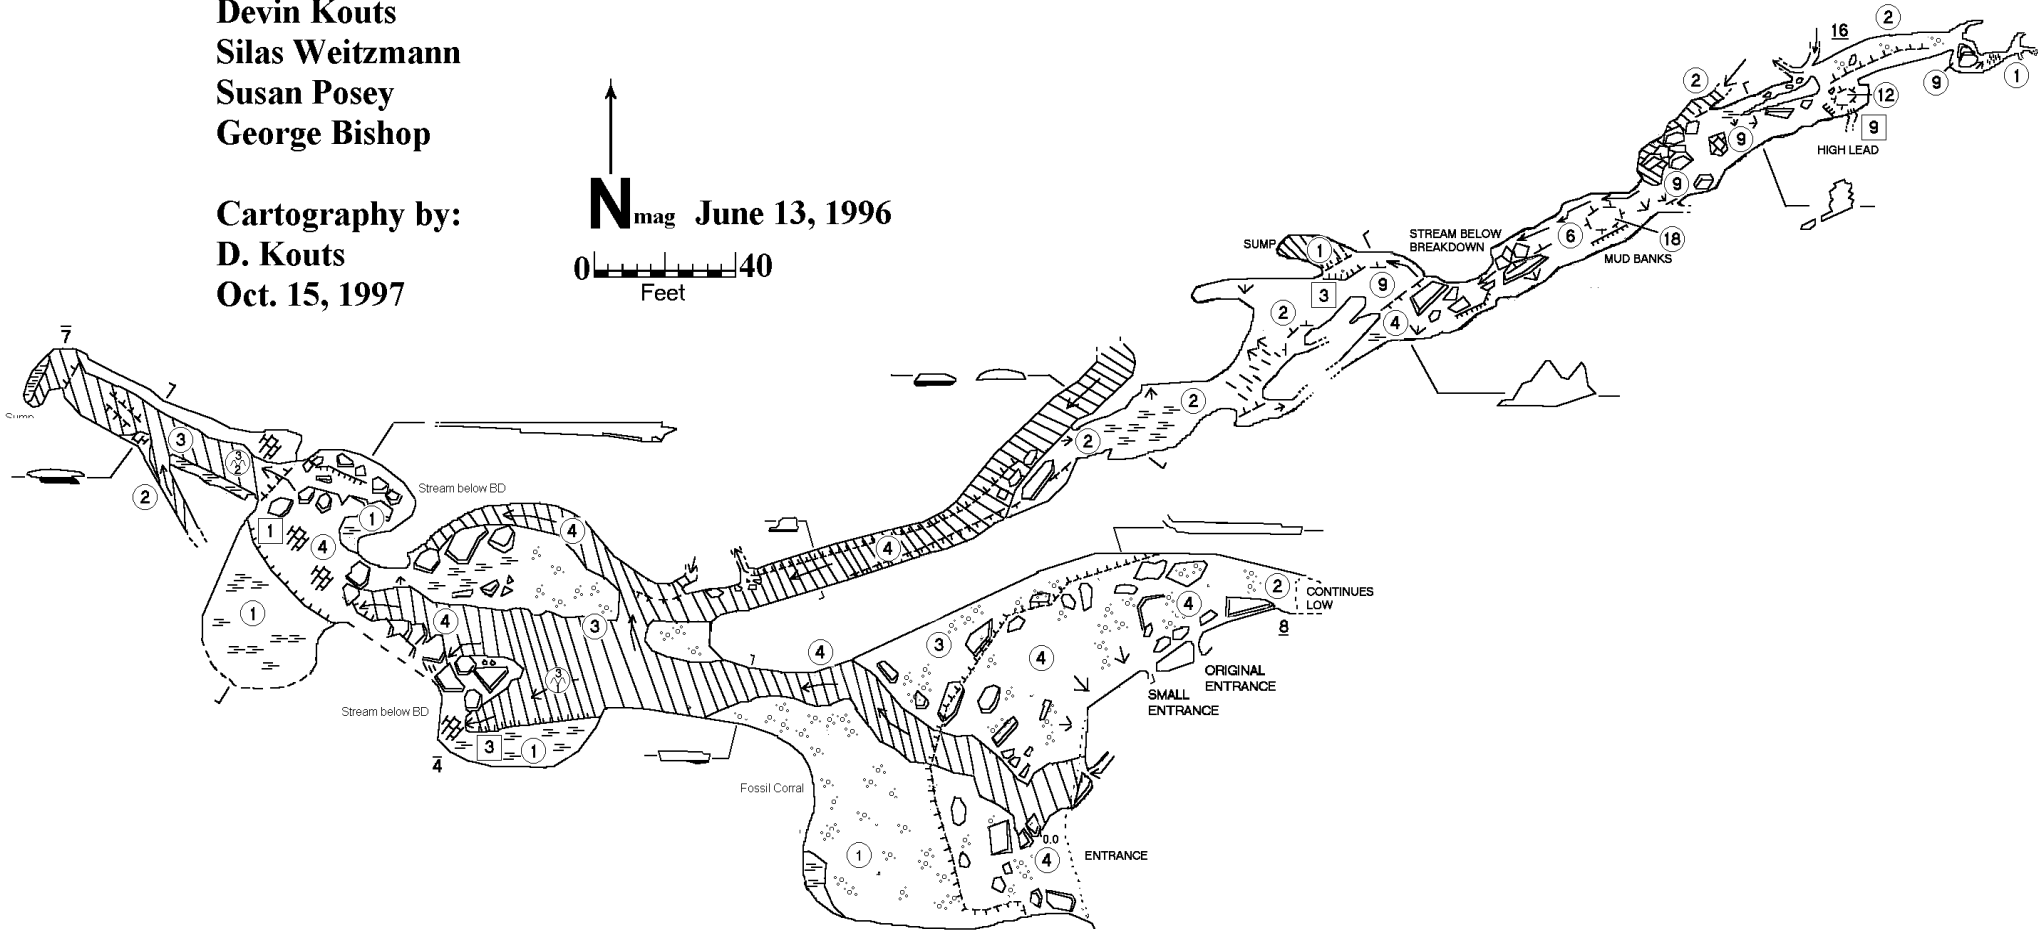 Devin Kouts
Silas Weitzmann
Susan Posey
George Bishop
Cartography by:
D. Kouts
Oct. 15, 1997
N mag June 13, 1996
0 40
Feet
2
16
1
9
2
12
9
9
HIGH LEAD
9
6
18
MUD BANKS
STREAM BELOW
BREAKDOWN
SUMP
1
3
9
2
4
2
2
7
Sump
3
3
2
2
Stream below BD
1
1
4
1
4
4
4
3
3
1
Stream below BD
3
1
4
4
3
4
4
2
CONTINUES
LOW
8
ORIGINAL
ENTRANCE
SMALL
ENTRANCE
Fossil Corral
1
0.0
4
ENTRANCE